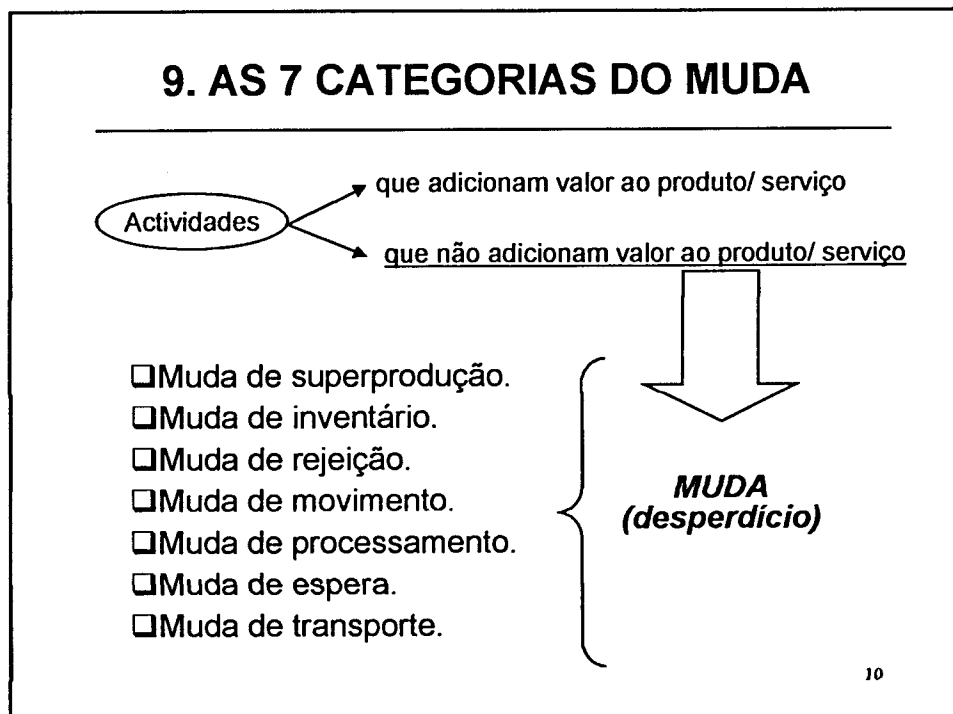 9. AS 7 CATEGORIAS DO MUDA
que adicionam valor ao produto/ serviço
Actividades
que não adicionam valor ao produto/ serviço
❑Muda de superprodução.
❑Muda de inventário.
❑Muda de rejeição.
❑Muda de movimento.
❑Muda de processamento.
❑Muda de espera.
❑Muda de transporte.
MUDA
(desperdício)
10